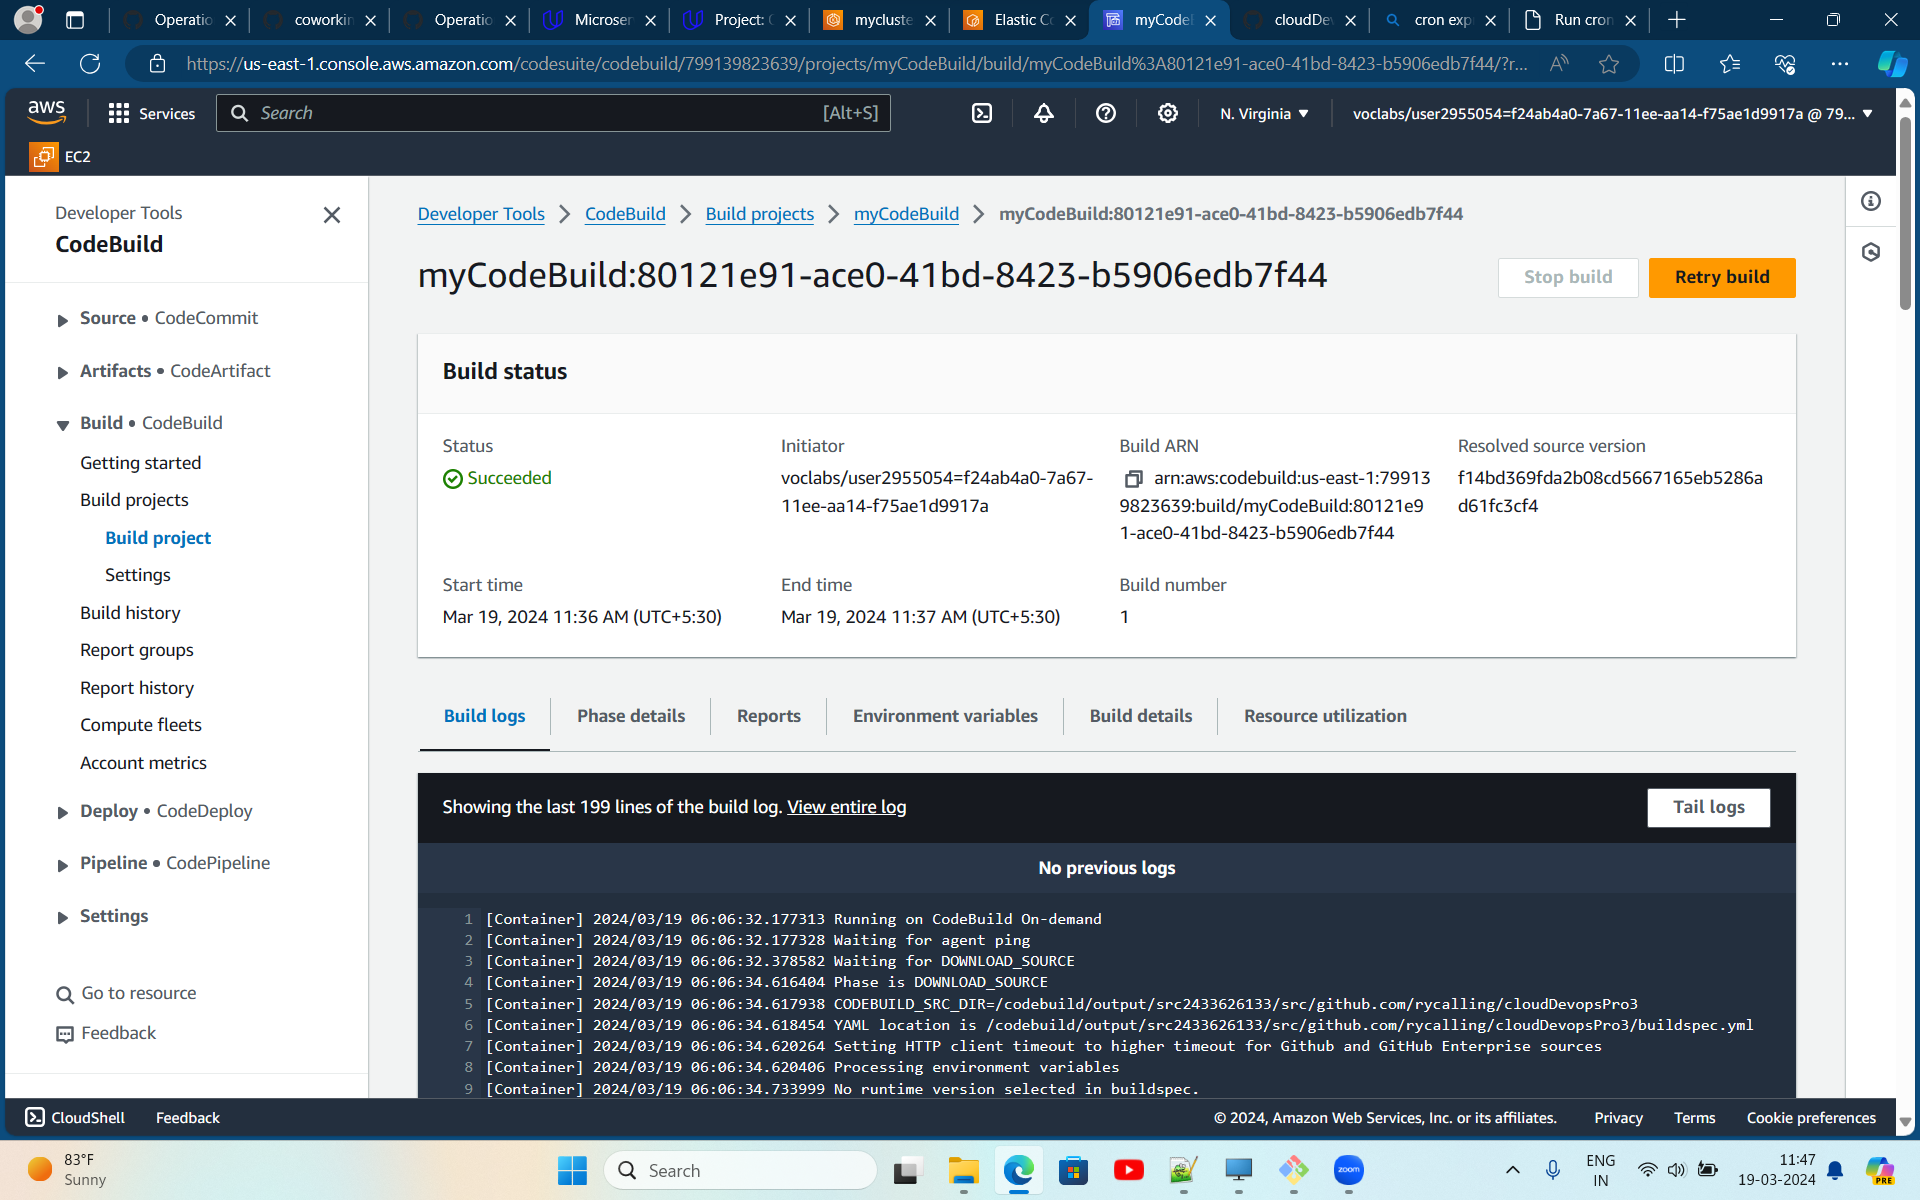 Operatio
coworkin
Operatio
Microser
Project: C
mycluste
Elastic Co
myCodeB
cloudDev
cron exp
Run cron
https://us-east-1.console.aws.amazon.com/codesuite/codebuild/799139823639/projects/myCodeBuild/build/myCodeBuild%3A80121e91-ace0-41bd-8423-b5906edb7f44/?r...
aws
Services
Search
[Alt+S]
N. Virginia
voclabs/user2955054=f24ab4a0-7a67-11ee-aa14-f75ae1d9917a @ 79...
EC2
Developer Tools
CodeBuild
Source • CodeCommit
Artifacts • CodeArtifact
Build • CodeBuild
Getting started
Build projects
Build project
Settings
Build history
Report groups
Report history
Compute fleets
Account metrics
Deploy • CodeDeploy
Pipeline • CodePipeline
Settings
Go to resource
Feedback
Developer Tools
CodeBuild
Build projects
myCodeBuild
myCodeBuild:80121e91-ace0-41bd-8423-b5906edb7f44
myCodeBuild:80121e91-ace0-41bd-8423-b5906edb7f44
Stop build
Retry build
Build status
Status
Succeeded
Initiator
voclabs/user2955054=f24ab4a0-7a67-
11ee-aa14-f75ae1d9917a
Build ARN
arn:aws:codebuild:us-east-1:79913
9823639:build/myCodeBuild:80121e9
1-ace0-41bd-8423-b5906edb7f44
Resolved source version
f14bd369fda2b08cd5667165eb5286a
d61fc3cf4
Start time
Mar 19, 2024 11:36 AM (UTC+5:30)
End time
Mar 19, 2024 11:37 AM (UTC+5:30)
Build number
1
Build logs
Phase details
Reports
Environment variables
Build details
Resource utilization
Showing the last 199 lines of the build log. View entire log
Tail logs
No previous logs
1 [Container] 2024/03/19 06:06:32.177313 Running on CodeBuild On-demand
2 [Container] 2024/03/19 06:06:32.177328 Waiting for agent ping
3 [Container] 2024/03/19 06:06:32.378582 Waiting for DOWNLOAD_SOURCE
4 [Container] 2024/03/19 06:06:34.616404 Phase is DOWNLOAD_SOURCE
5 [Container] 2024/03/19 06:06:34.617938 CODEBUILD_SRC_DIR=/codebuild/output/src2433626133/src/github.com/rycalling/cloudDevopsPro3
6 [Container] 2024/03/19 06:06:34.618454 YAML location is /codebuild/output/src2433626133/src/github.com/rycalling/cloudDevopsPro3/buildspec.yml
7 [Container] 2024/03/19 06:06:34.620264 Setting HTTP client timeout to higher timeout for Github and GitHub Enterprise sources
8 [Container] 2024/03/19 06:06:34.620406 Processing environment variables
9 [Container] 2024/03/19 06:06:34.733999 No runtime version selected in buildspec.
CloudShell
Feedback
© 2024, Amazon Web Services, Inc. or its affiliates.
Privacy
Terms
Cookie preferences
83°F
Sunny
Search
zoom
ENG
IN
11:47
19-03-2024
PRE